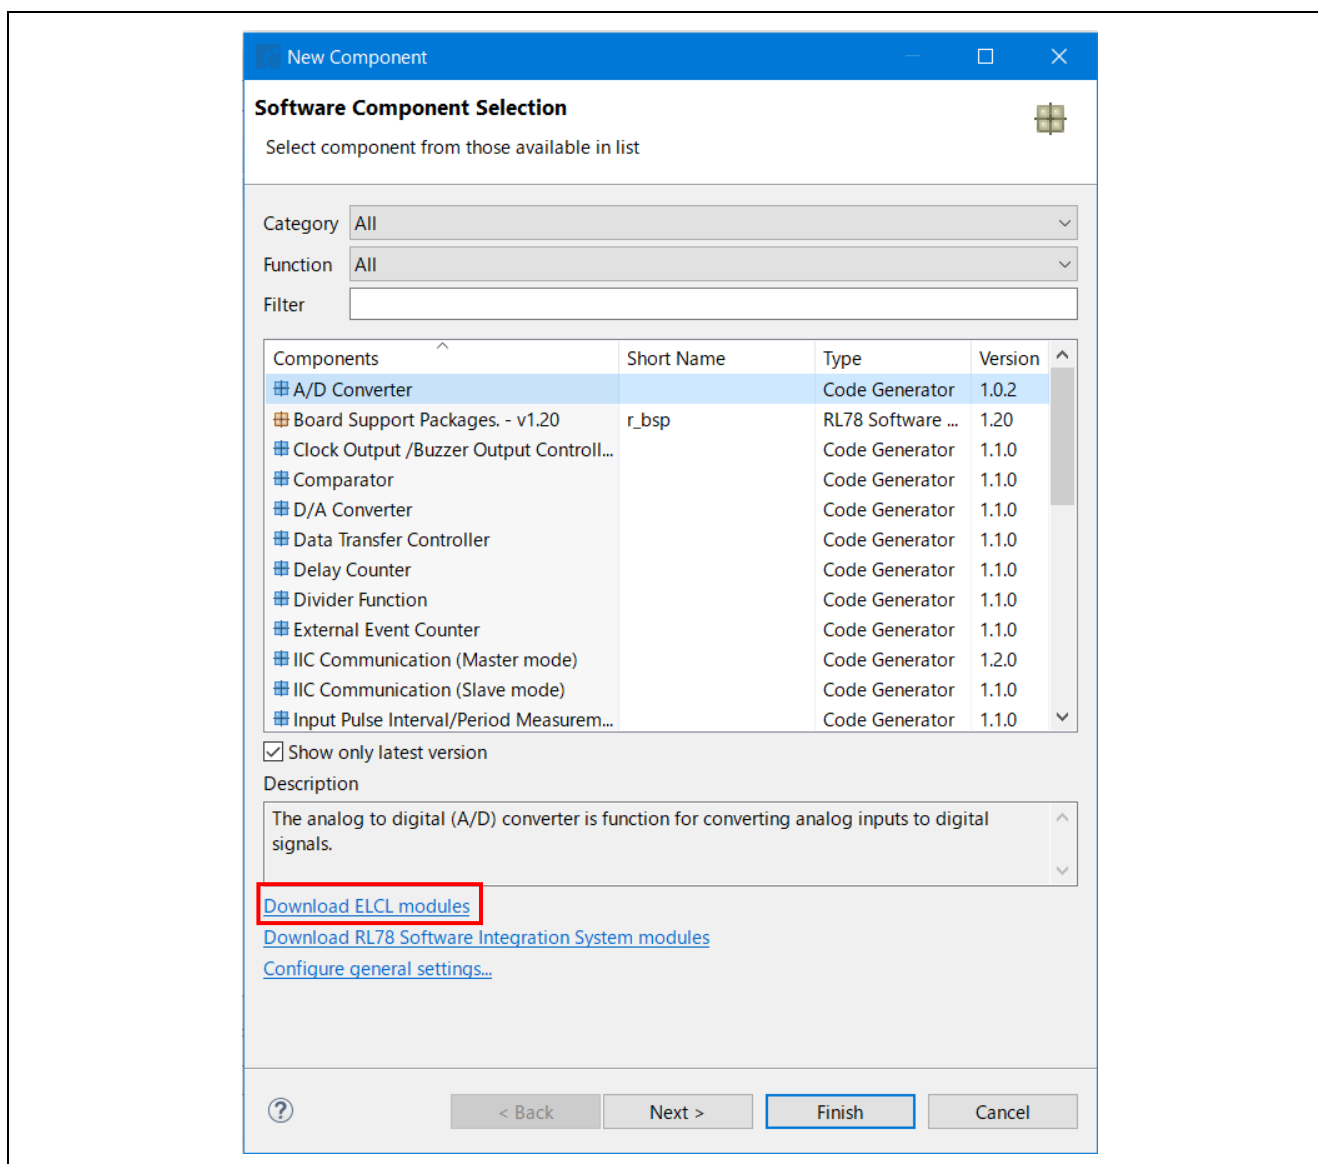 New Component
Software Component Selection
Select component from those available in list
Category All
Function All
Filter
Components Short Name Type Version
A/D Converter Code Generator 1.0.2
Board Support Packages. - v1.20 r_bsp RL78 Software ... 1.20
Clock Output /Buzzer Output Controll... Code Generator 1.1.0
Comparator Code Generator 1.1.0
D/A Converter Code Generator 1.1.0
Data Transfer Controller Code Generator 1.1.0
Delay Counter Code Generator 1.1.0
Divider Function Code Generator 1.1.0
External Event Counter Code Generator 1.1.0
IIC Communication (Master mode) Code Generator 1.2.0
IIC Communication (Slave mode) Code Generator 1.1.0
Input Pulse Interval/Period Measurem... Code Generator 1.1.0
Show only latest version
Description
The analog to digital (A/D) converter is function for converting analog inputs to digital
signals.
Download ELCL modules
Download RL78 Software Integration System modules
Configure general settings...
? < Back Next > Finish Cancel